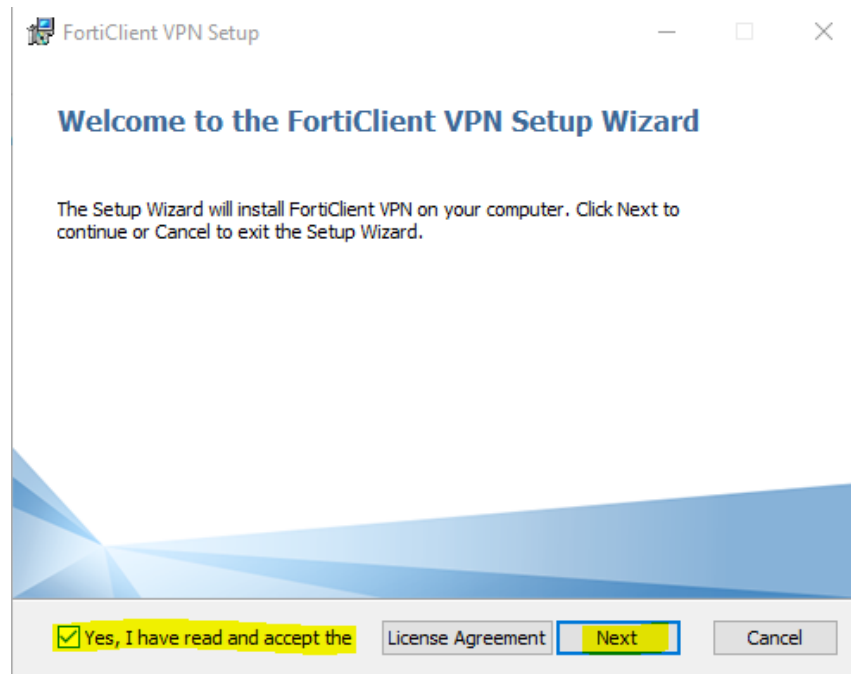 FortiClient VPN Setup
Welcome to the FortiClient VPN Setup Wizard
The Setup Wizard will install FortiClient VPN on your computer. Click Next to
continue or Cancel to exit the Setup Wizard.
Yes, I have read and accept the License Agreement Next Cancel